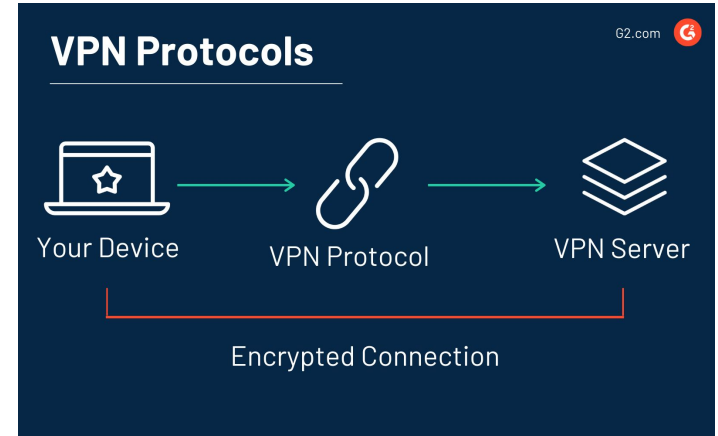 VPN Protocols
G2.com
Your Device
VPN Protocol
VPN Server
Encrypted Connection